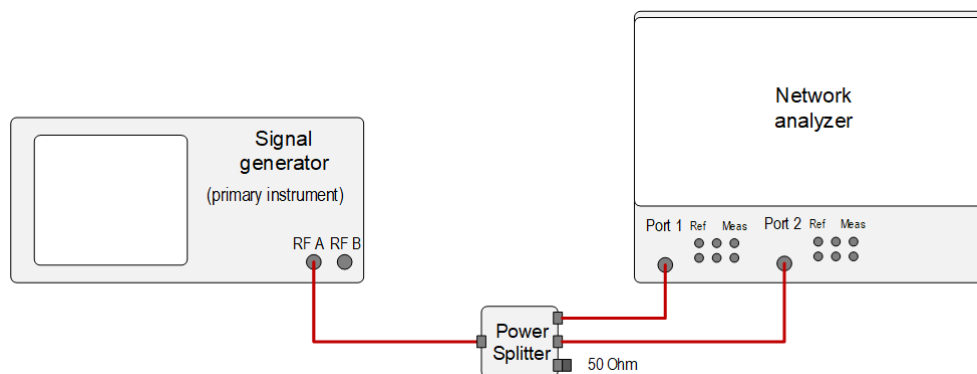 Network
analyzer
Signal
generator
(primary instrument)
Port 1 Ref Meas Port 2 Ref Meas
RF A RF B
Power
Splitter
50 Ohm